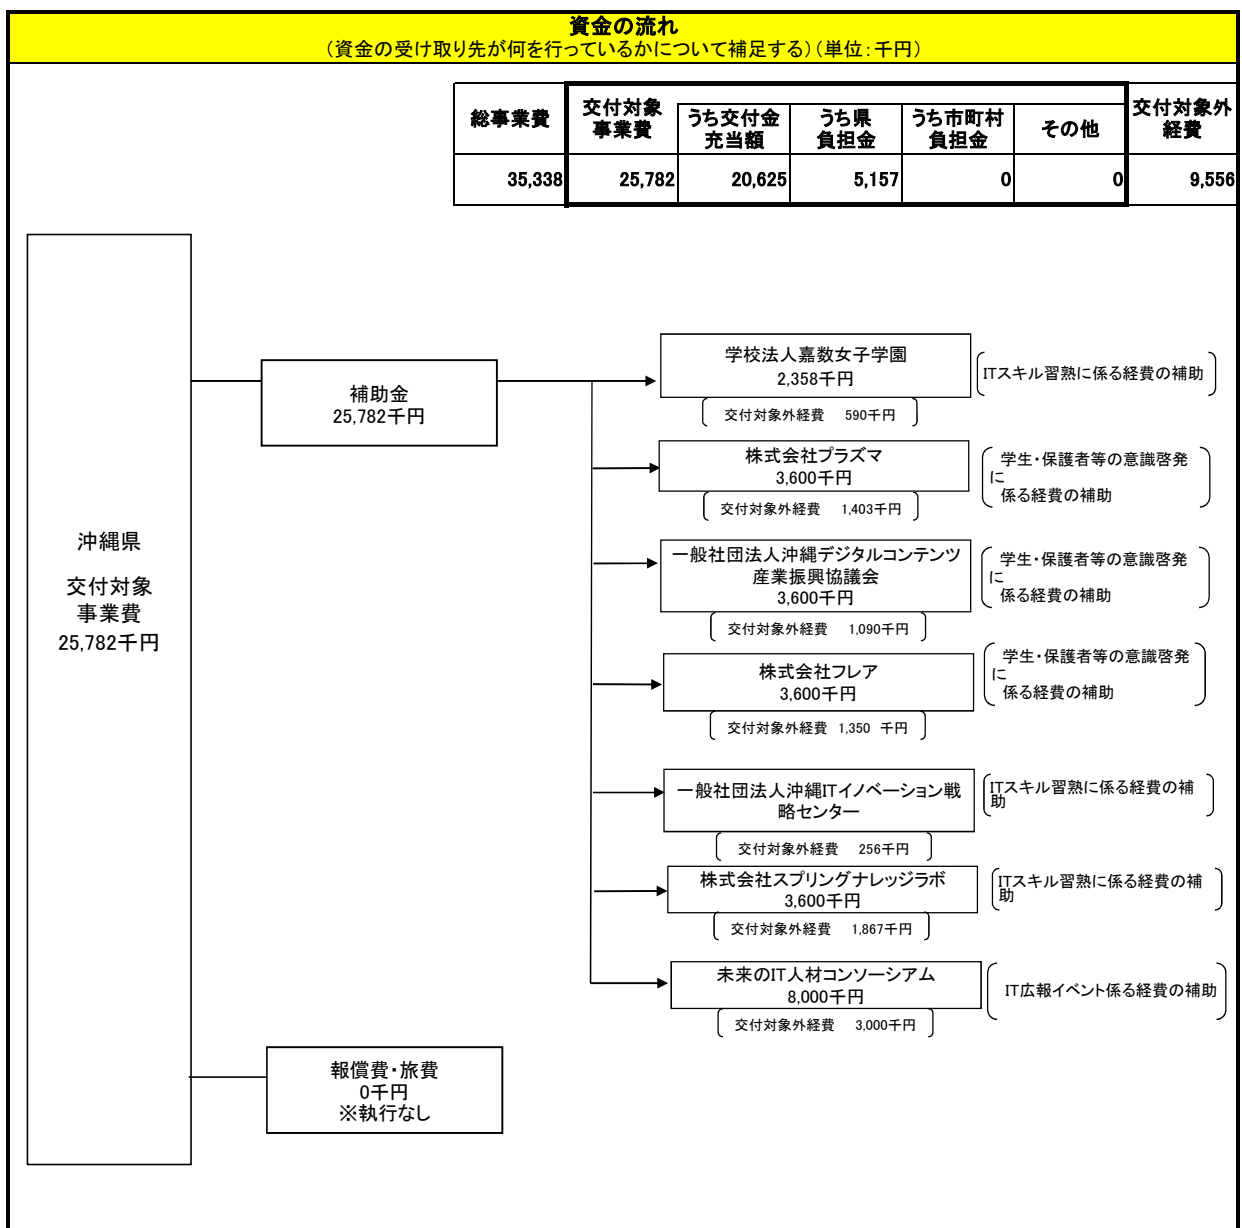 資金の流れ
(資金の受け取り先が何を行っているかについて補足する)(単位:千円)
総事業費
交付対象
事業費
うち交付金
充当額
うち県
負担金
うち市町村
負担金
その他
交付対象外
経費
35,338
25,782
20,625
5,157
0
0
9,556
沖縄県
交付対象
事業費
25,782千円
補助金
25,782千円
学校法人嘉数女子学園
2,358千円
交付対象外経費 590千円
ITスキル習熟に係る経費の補助
株式会社プラズマ
3,600千円
交付対象外経費 1,403千円
学生・保護者等の意識啓発
に
係る経費の補助
一般社団法人沖縄デジタルコンテンツ
産業振興協議会
3,600千円
交付対象外経費 1,090千円
学生・保護者等の意識啓発
に
係る経費の補助
株式会社フレア
3,600千円
交付対象外経費 1,350 千円
学生・保護者等の意識啓発
に
係る経費の補助
一般社団法人沖縄ITイノベーション戦
略センター
交付対象外経費 256千円
ITスキル習熟に係る経費の補
助
株式会社スプリングナレッジラボ
3,600千円
交付対象外経費 1,867千円
ITスキル習熟に係る経費の補
助
未来のIT人材コンソーシアム
8,000千円
交付対象外経費 3,000千円
IT広報イベント係る経費の補助
報償費・旅費
0千円
※執行なし